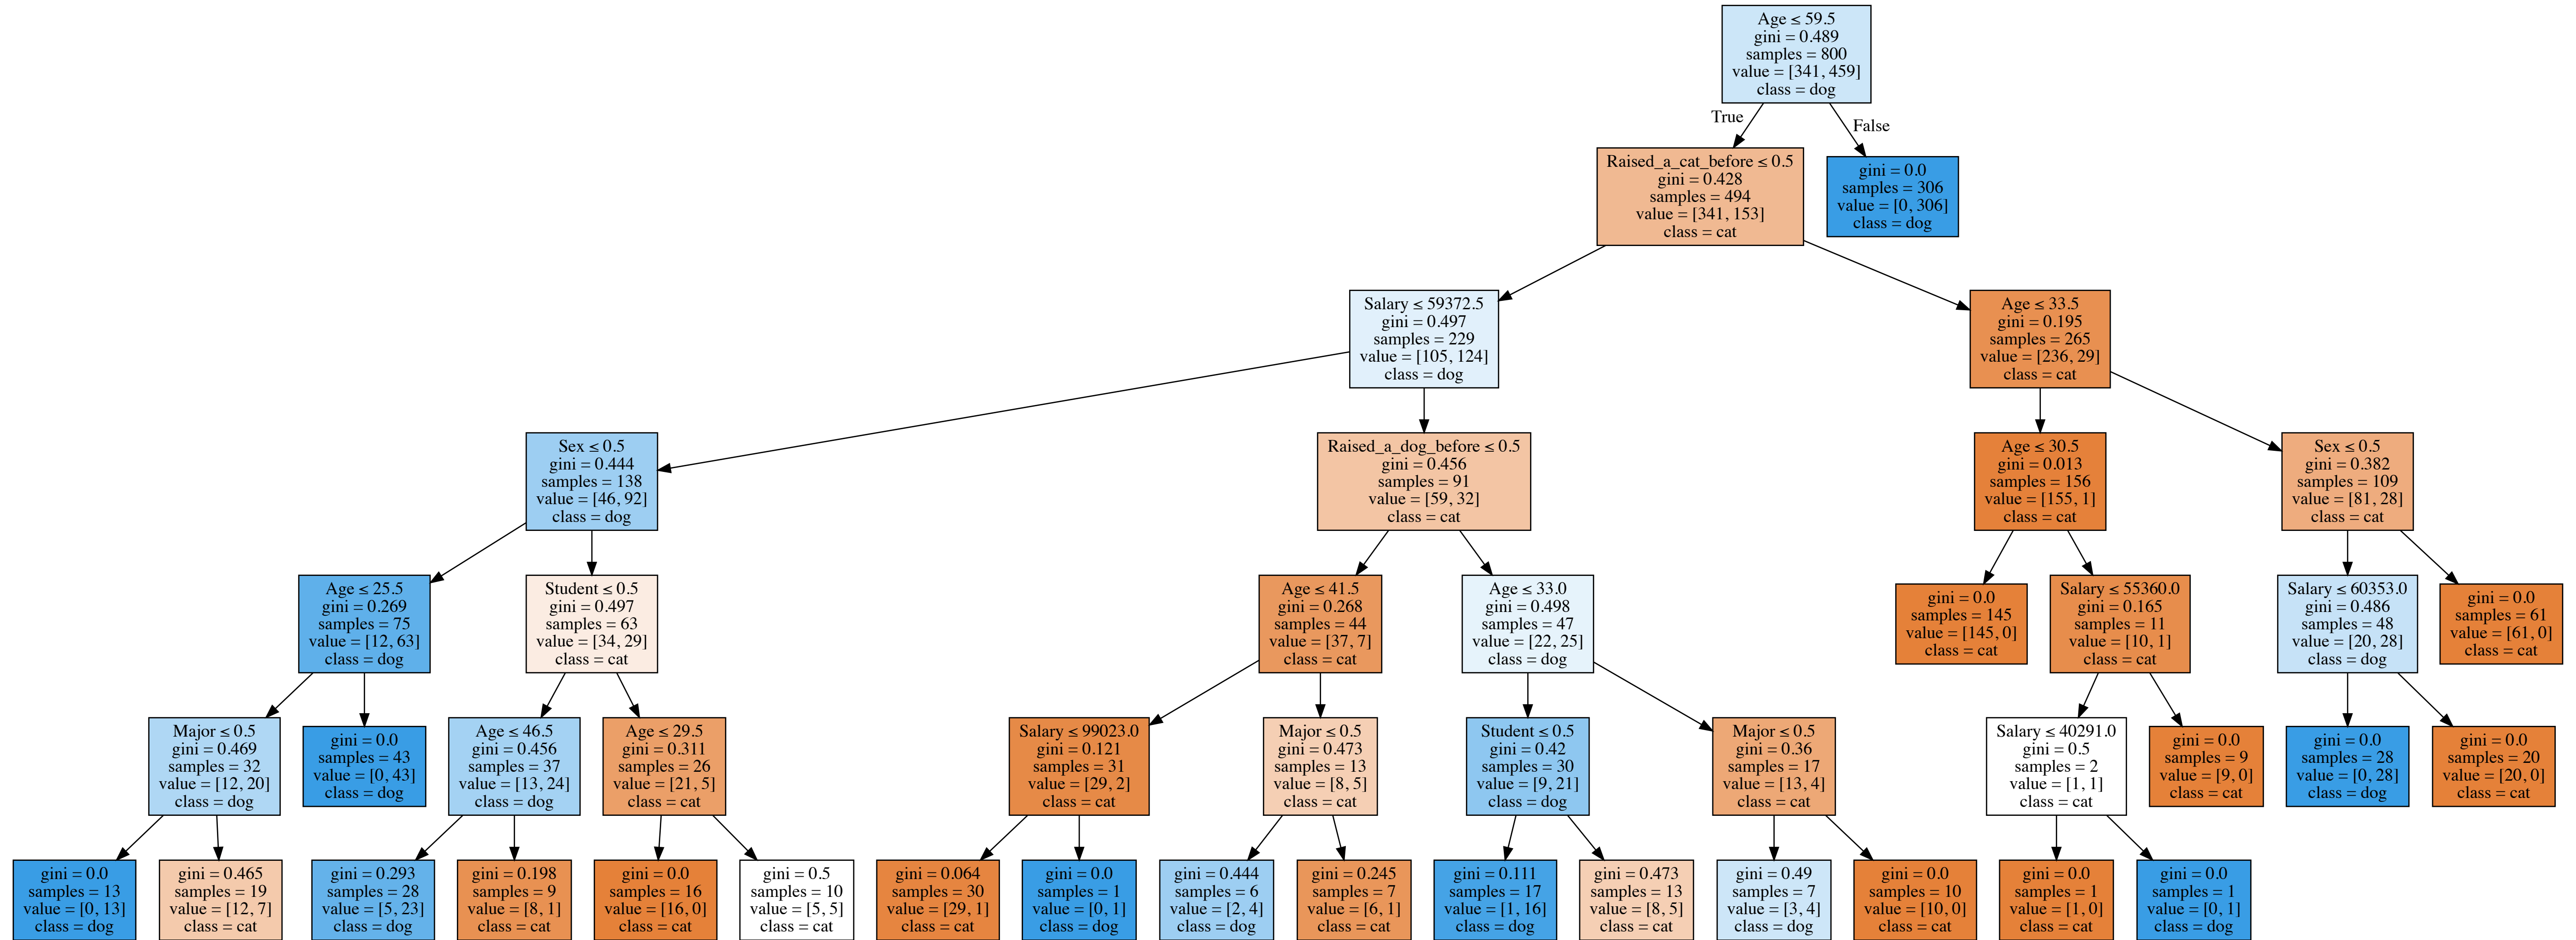 Age ≤ 59.5
gini = 0.489
samples = 800
value = [341, 459]
class = dog
True
False
Raised_a_cat_before ≤ 0.5
gini = 0.428
samples = 494
value = [341, 153]
class = cat
gini = 0.0
samples = 306
value = [0, 306]
class = dog
Salary ≤ 59372.5
gini = 0.497
samples = 229
value = [105, 124]
class = dog
Age ≤ 33.5
gini = 0.195
samples = 265
value = [236, 29]
class = cat
Sex ≤ 0.5
gini = 0.444
samples = 138
value = [46, 92]
class = dog
Raised_a_dog_before ≤ 0.5
gini = 0.456
samples = 91
value = [59, 32]
class = cat
Age ≤ 30.5
gini = 0.013
samples = 156
value = [155, 1]
class = cat
Sex ≤ 0.5
gini = 0.382
samples = 109
value = [81, 28]
class = cat
Age ≤ 25.5
gini = 0.269
samples = 75
value = [12, 63]
class = dog
Student ≤ 0.5
gini = 0.497
samples = 63
value = [34, 29]
class = cat
Age ≤ 41.5
gini = 0.268
samples = 44
value = [37, 7]
class = cat
Age ≤ 33.0
gini = 0.498
samples = 47
value = [22, 25]
class = dog
gini = 0.0
samples = 145
value = [145, 0]
class = cat
Salary ≤ 55360.0
gini = 0.165
samples = 11
value = [10, 1]
class = cat
Salary ≤ 60353.0
gini = 0.486
samples = 48
value = [20, 28]
class = dog
gini = 0.0
samples = 61
value = [61, 0]
class = cat
Major ≤ 0.5
gini = 0.469
samples = 32
value = [12, 20]
class = dog
gini = 0.0
samples = 43
value = [0, 43]
class = dog
Age ≤ 46.5
gini = 0.456
samples = 37
value = [13, 24]
class = dog
Age ≤ 29.5
gini = 0.311
samples = 26
value = [21, 5]
class = cat
Salary ≤ 99023.0
gini = 0.121
samples = 31
value = [29, 2]
class = cat
Major ≤ 0.5
gini = 0.473
samples = 13
value = [8, 5]
class = cat
Student ≤ 0.5
gini = 0.42
samples = 30
value = [9, 21]
class = dog
Major ≤ 0.5
gini = 0.36
samples = 17
value = [13, 4]
class = cat
Salary ≤ 40291.0
gini = 0.5
samples = 2
value = [1, 1]
class = cat
gini = 0.0
samples = 9
value = [9, 0]
class = cat
gini = 0.0
samples = 28
value = [0, 28]
class = dog
gini = 0.0
samples = 20
value = [20, 0]
class = cat
gini = 0.0
samples = 13
value = [0, 13]
class = dog
gini = 0.465
samples = 19
value = [12, 7]
class = cat
gini = 0.293
samples = 28
value = [5, 23]
class = dog
gini = 0.198
samples = 9
value = [8, 1]
class = cat
gini = 0.0
samples = 16
value = [16, 0]
class = cat
gini = 0.5
samples = 10
value = [5, 5]
class = cat
gini = 0.064
samples = 30
value = [29, 1]
class = cat
gini = 0.0
samples = 1
value = [0, 1]
class = dog
gini = 0.444
samples = 6
value = [2, 4]
class = dog
gini = 0.245
samples = 7
value = [6, 1]
class = cat
gini = 0.111
samples = 17
value = [1, 16]
class = dog
gini = 0.473
samples = 13
value = [8, 5]
class = cat
gini = 0.49
samples = 7
value = [3, 4]
class = dog
gini = 0.0
samples = 10
value = [10, 0]
class = cat
gini = 0.0
samples = 1
value = [1, 0]
class = cat
gini = 0.0
samples = 1
value = [0, 1]
class = dog